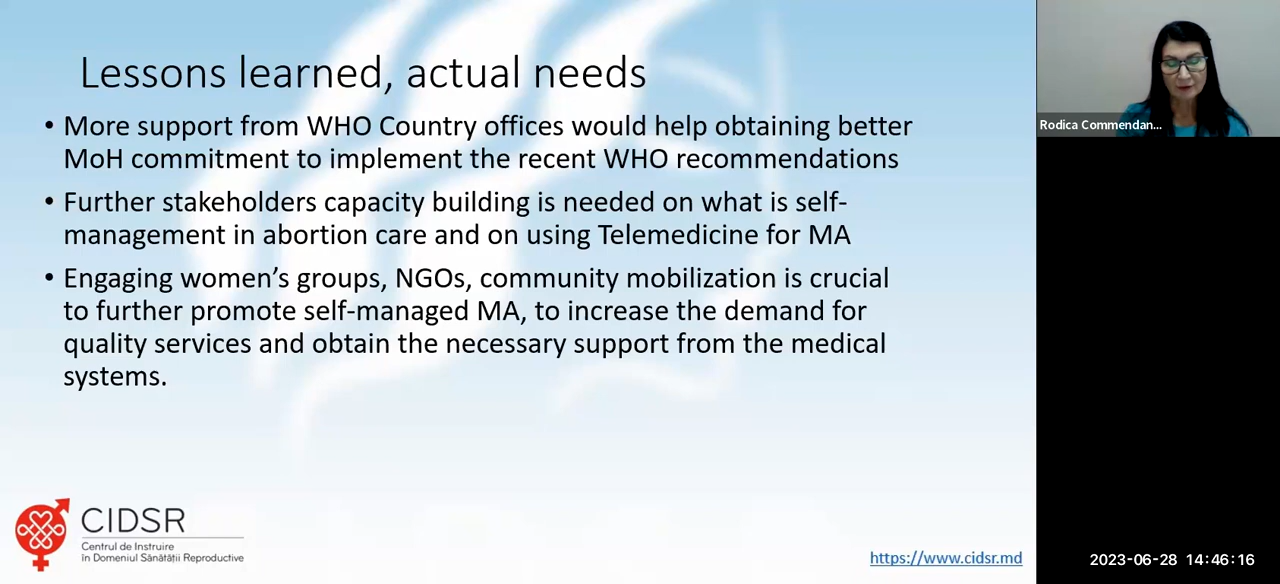 Lessons learned, actual needs
• More support from WHO Country offices would help obtaining better
MoH commitment to implement the recent WHO recommendations
• Further stakeholders capacity building is needed on what is self-
management in abortion care and on using Telemedicine for MA
• Engaging women’s groups, NGOs, community mobilization is crucial
to further promote self-managed MA, to increase the demand for
quality services and obtain the necessary support from the medical
systems.
CIDSR
Centrul de Instruire
în Domeniul Sănătății Reproductive
https://www.cidsr.md
Rodica Commendan...
2023-06-28 14:46:16